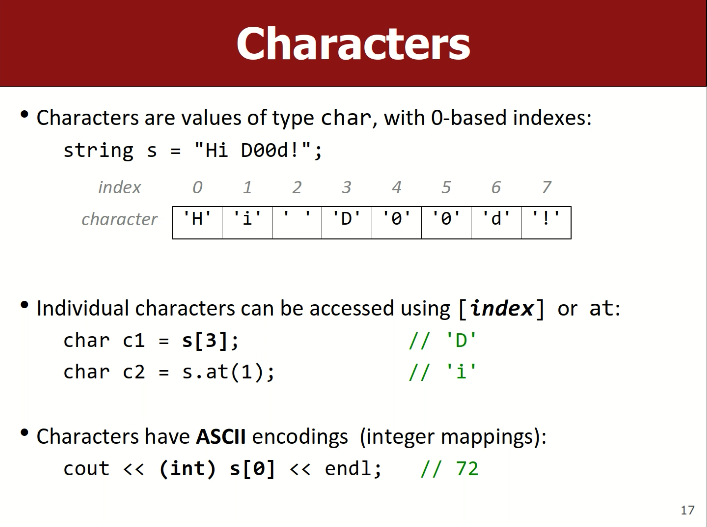 Characters
• Characters are values of type char, with 0-based indexes:
string s = "Hi D00d!";
index 0 1 2 3 4 5 6 7
character 'H' 'i' ' ' 'D' '0' '0' 'd' '!'
• Individual characters can be accessed using [index] or at:
char c1 = s[3]; // 'D'
char c2 = s.at(1); // 'i'
• Characters have ASCII encodings (integer mappings):
cout << (int) s[0] << endl; // 72
17